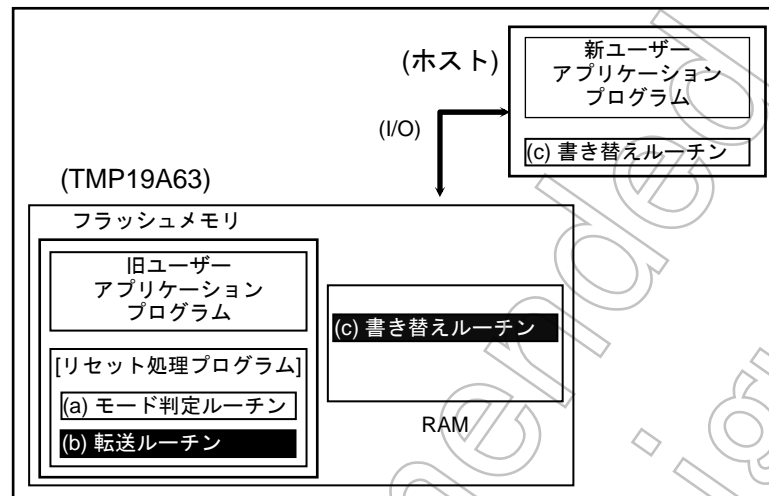 (ホスト)
新ユーザー
アプリケーション
プログラム
(I/O)
(c) 書き替えルーチン
(TMP19A63)
フラッシュメモリ
旧ユーザー
アプリケーション
プログラム
(c) 書き替えルーチン
[リセット処理プログラム]
(a) モード判定ルーチン
(b) 転送ルーチン
RAM